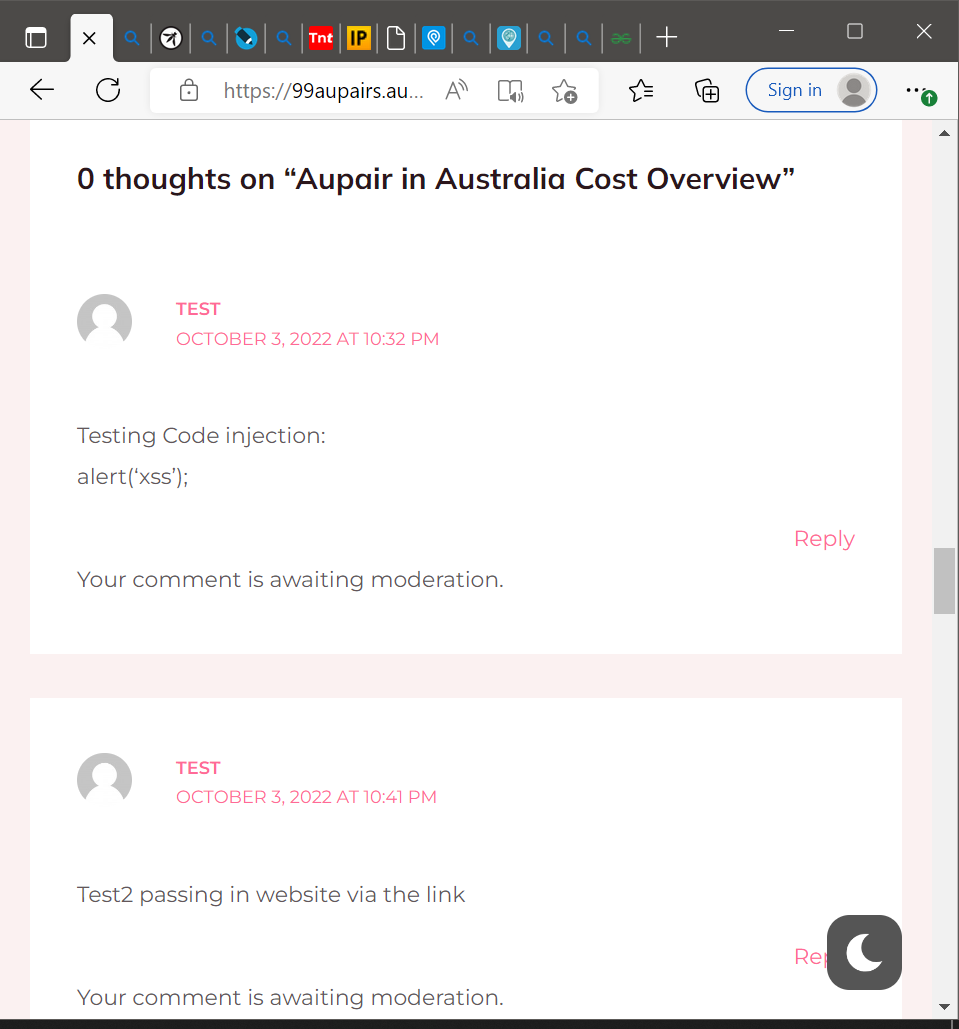 Tnt
IP
https://99aupairs.au...
Sign in
0 thoughts on “Aupair in Australia Cost Overview”
TEST
OCTOBER 3, 2022 AT 10:32 PM
Testing Code injection:
alert(‘xss’);
Reply
Your comment is awaiting moderation.
TEST
OCTOBER 3, 2022 AT 10:41 PM
Test2 passing in website via the link
Rep
Your comment is awaiting moderation.